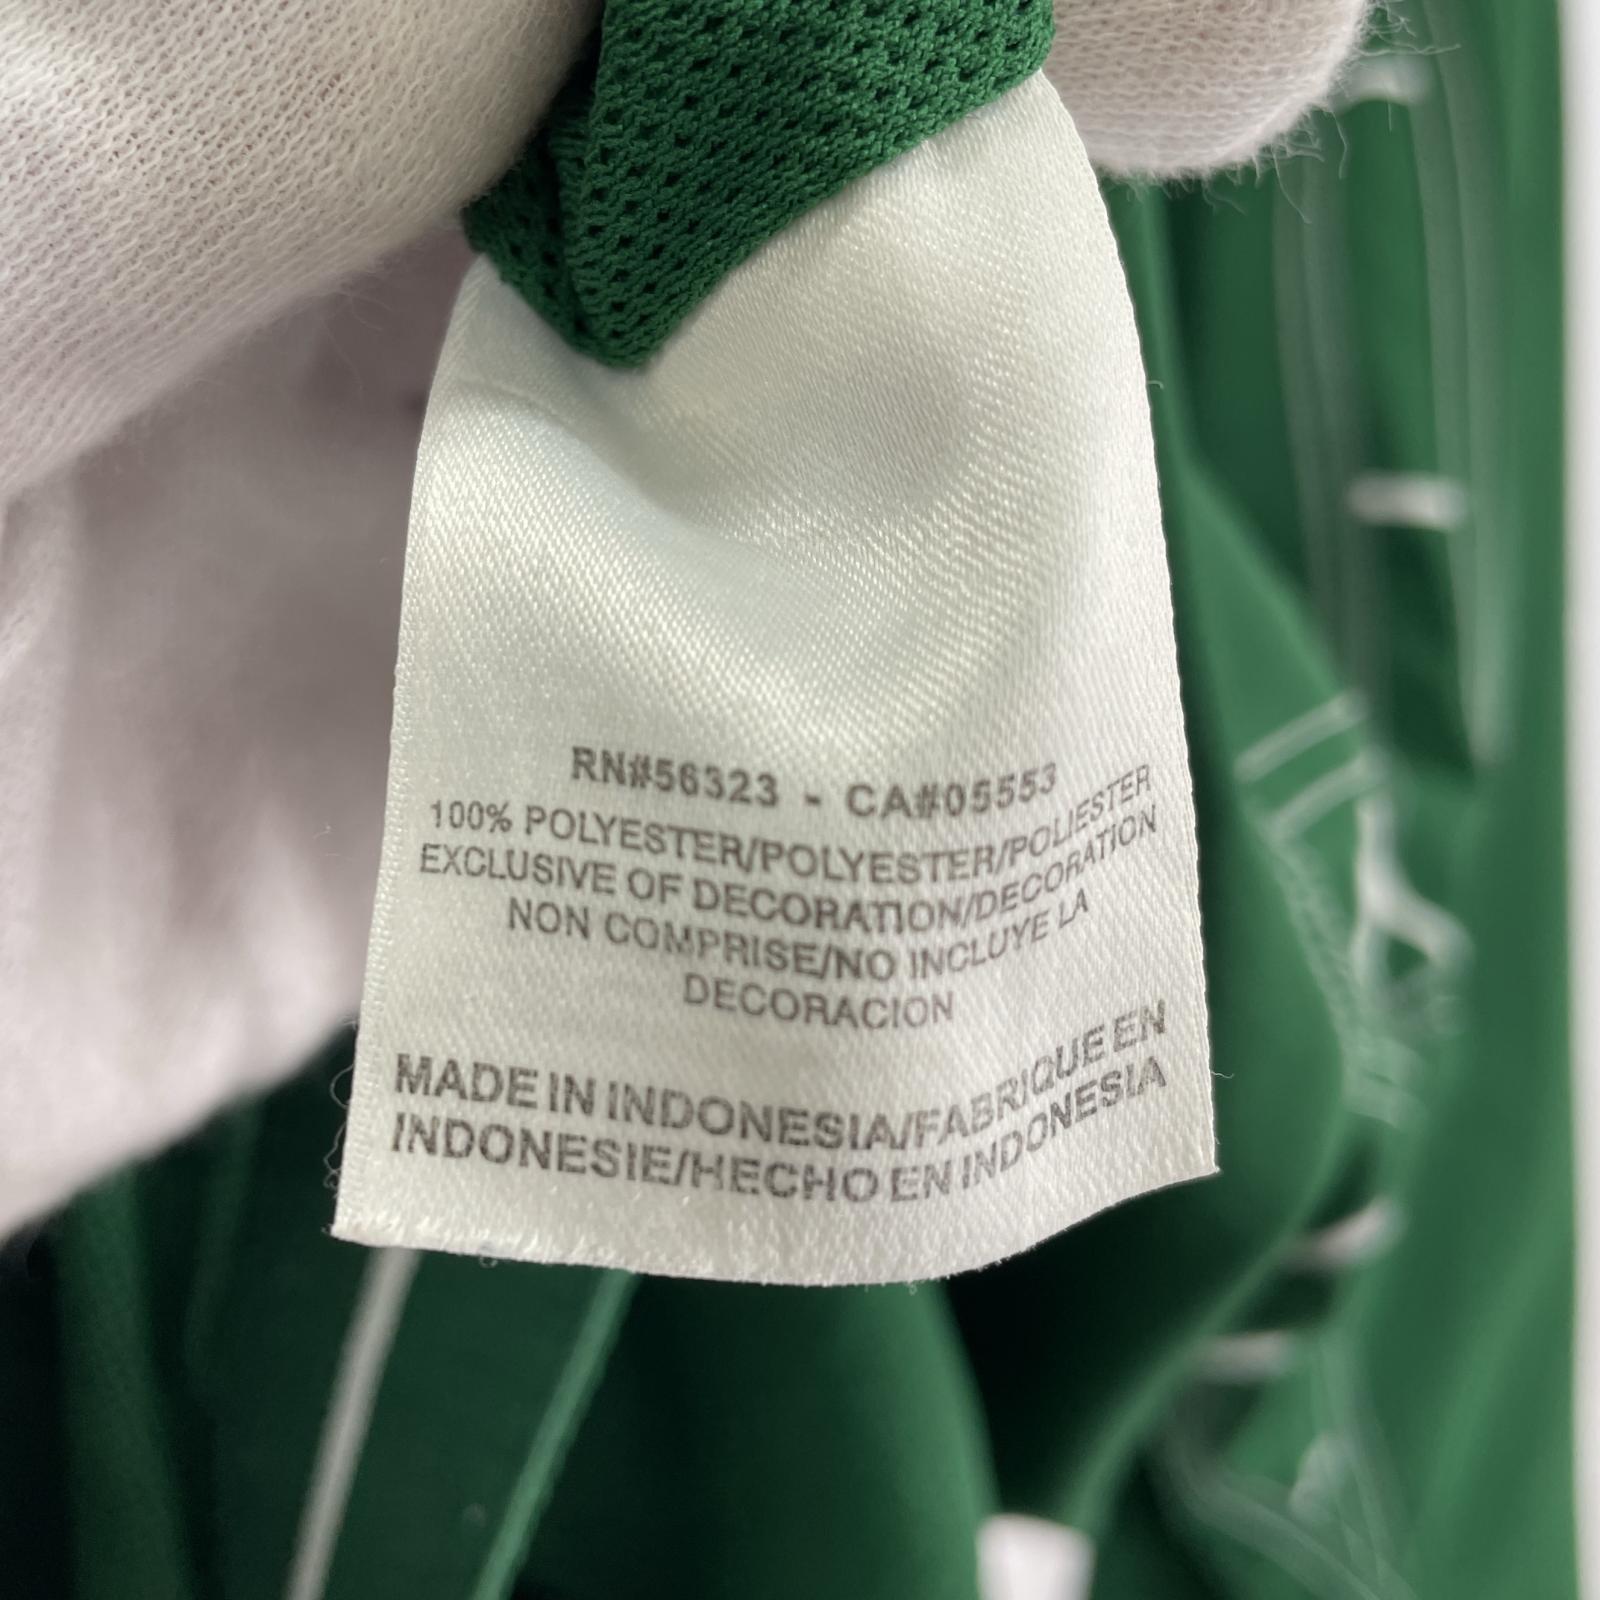 RN#56323 - CA#05553
100% POLYESTER/POLYESTER/POLIESTER
EXCLUSIVE OF DECORATION/DECORATION
NON COMPRISE/NO INCLUYE LA
DECORACION
MADE IN INDONESIA/FABRIQUE EN
INDONESIE/HECHO EN INDONESIA